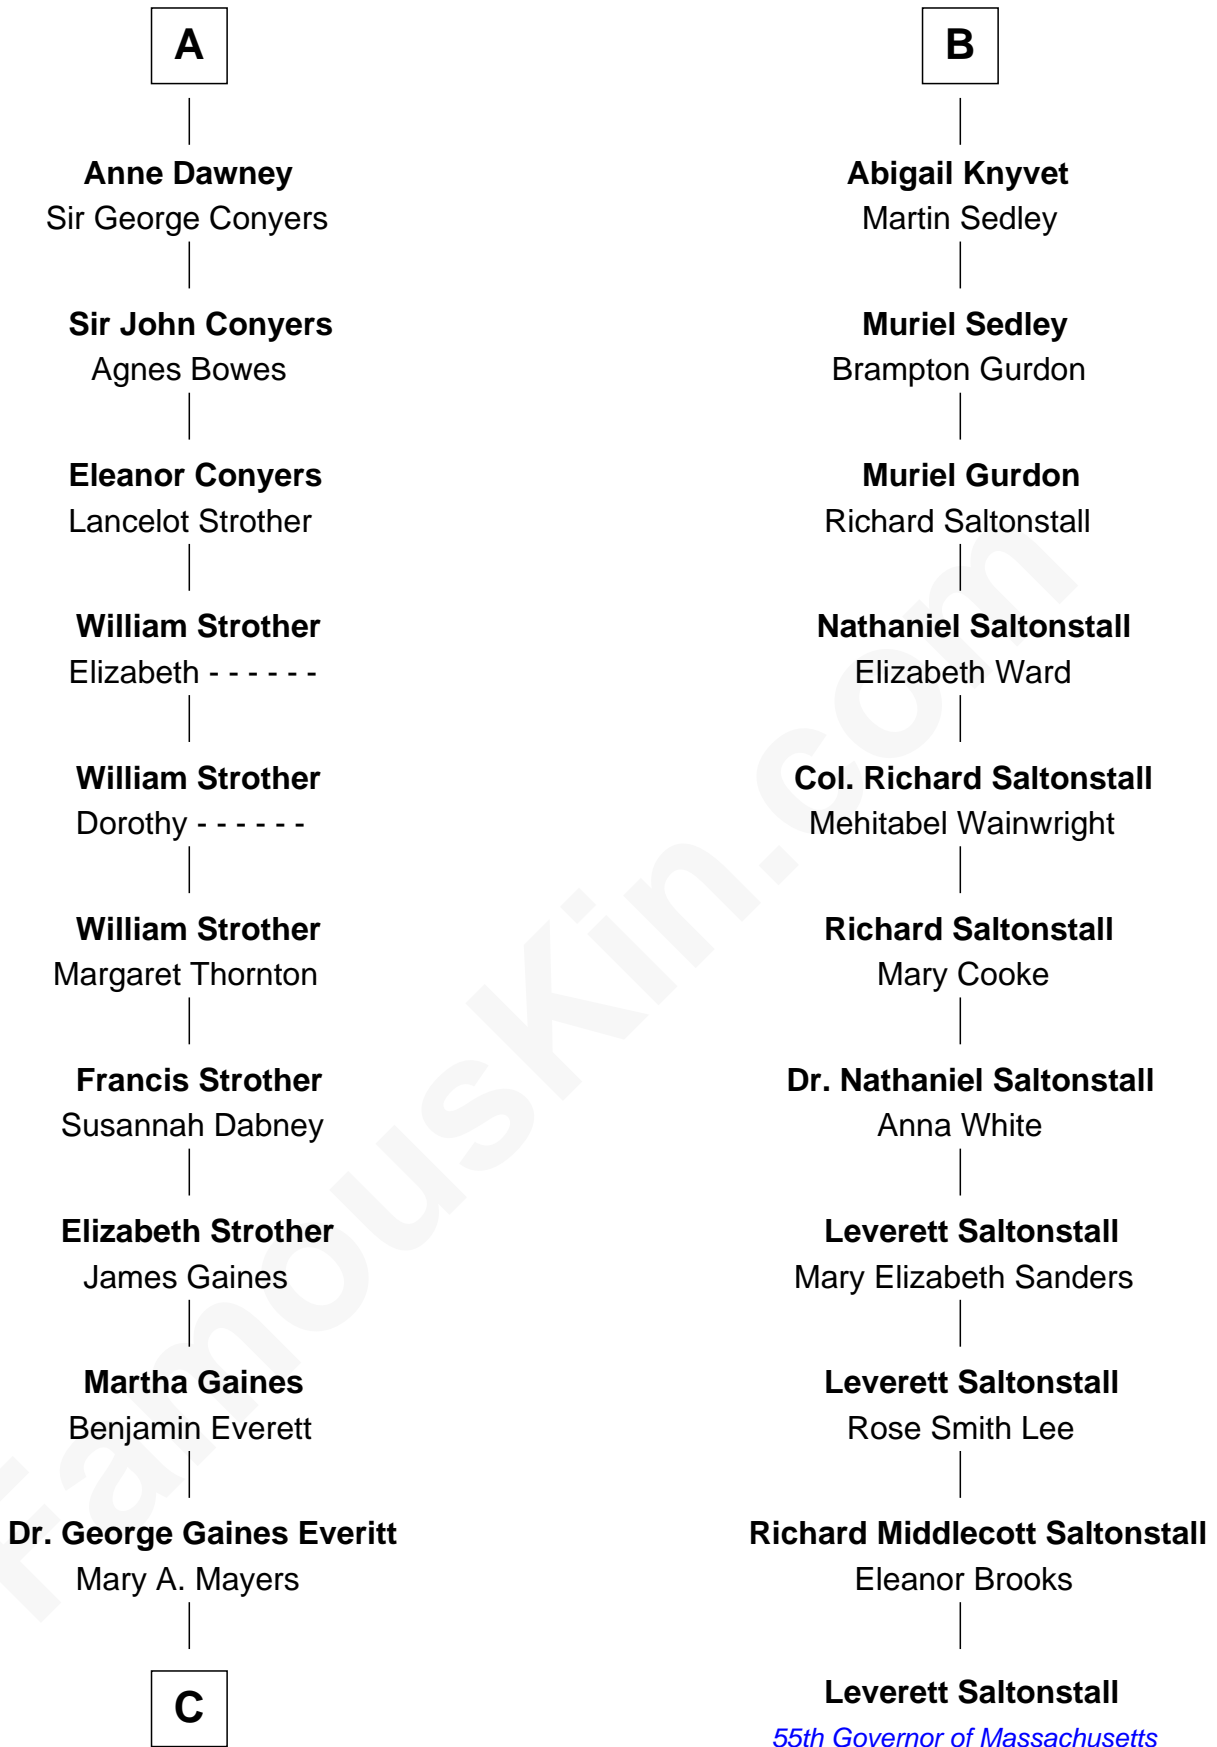 A
Anne Dawney
Sir George Conyers
Sir John Conyers
Agnes Bowes
Eleanor Conyers
Lancelot Strother
William Strother
Elizabeth - - - - - -
William Strother
Dorothy - - - - - -
William Strother
Margaret Thornton
Francis Strother
Susannah Dabney
Elizabeth Strother
James Gaines
Martha Gaines
Benjamin Everett
Dr. George Gaines Everitt
Mary A. Mayers
C
B
Abigail Knyvet
Martin Sedley
Muriel Sedley
Brampton Gurdon
Muriel Gurdon
Richard Saltonstall
Nathaniel Saltonstall
Elizabeth Ward
Col. Richard Saltonstall
Mehitabel Wainwright
Richard Saltonstall
Mary Cooke
Dr. Nathaniel Saltonstall
Anna White
Leverett Saltonstall
Mary Elizabeth Sanders
Leverett Saltonstall
Rose Smith Lee
Richard Middlecott Saltonstall
Eleanor Brooks
Leverett Saltonstall
55th Governor of Massachusetts
FamousKin.com